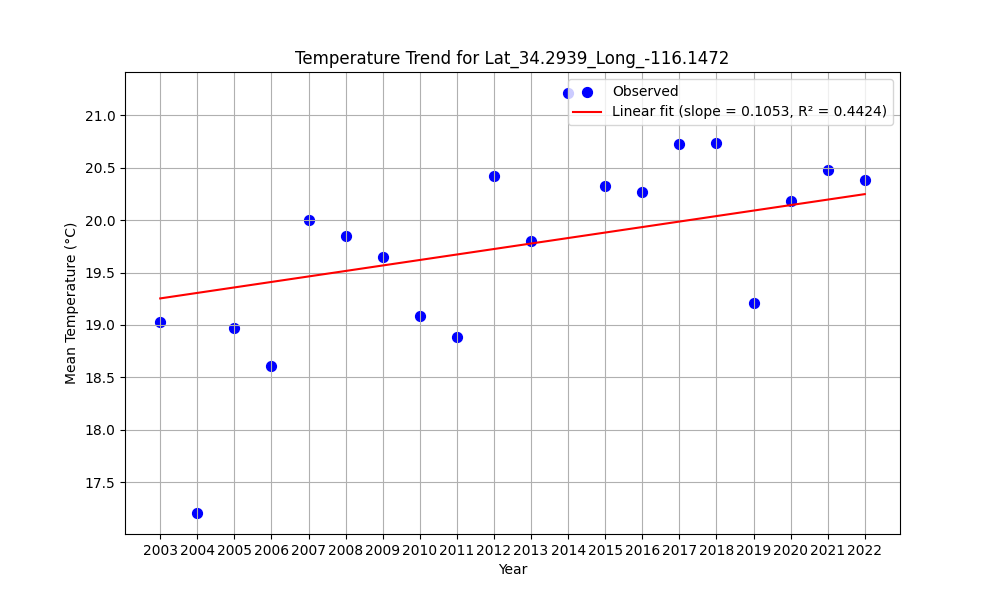 Temperature Trend for Lat_34.2939_Long_-116.1472
Observed
Linear fit (slope = 0.1053, R² = 0.4424)
21.0
20.5
20.0
19.5
19.0
18.5
18.0
17.5
Mean Temperature (°C)
2003 2004 2005 2006 2007 2008 2009 2010 2011 2012 2013 2014 2015 2016 2017 2018 2019 2020 2021 2022
Year